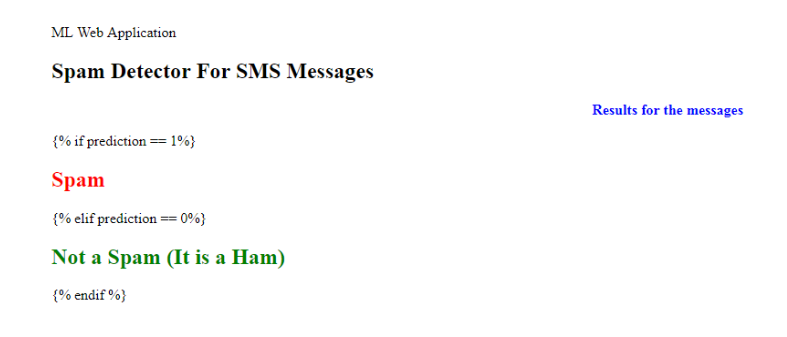 ML Web Application
Spam Detector For SMS Messages
Results for the messages
{% if prediction == 1%}
Spam
{% elif prediction == 0%}
Not a Spam (It is a Ham)
{% endif %}